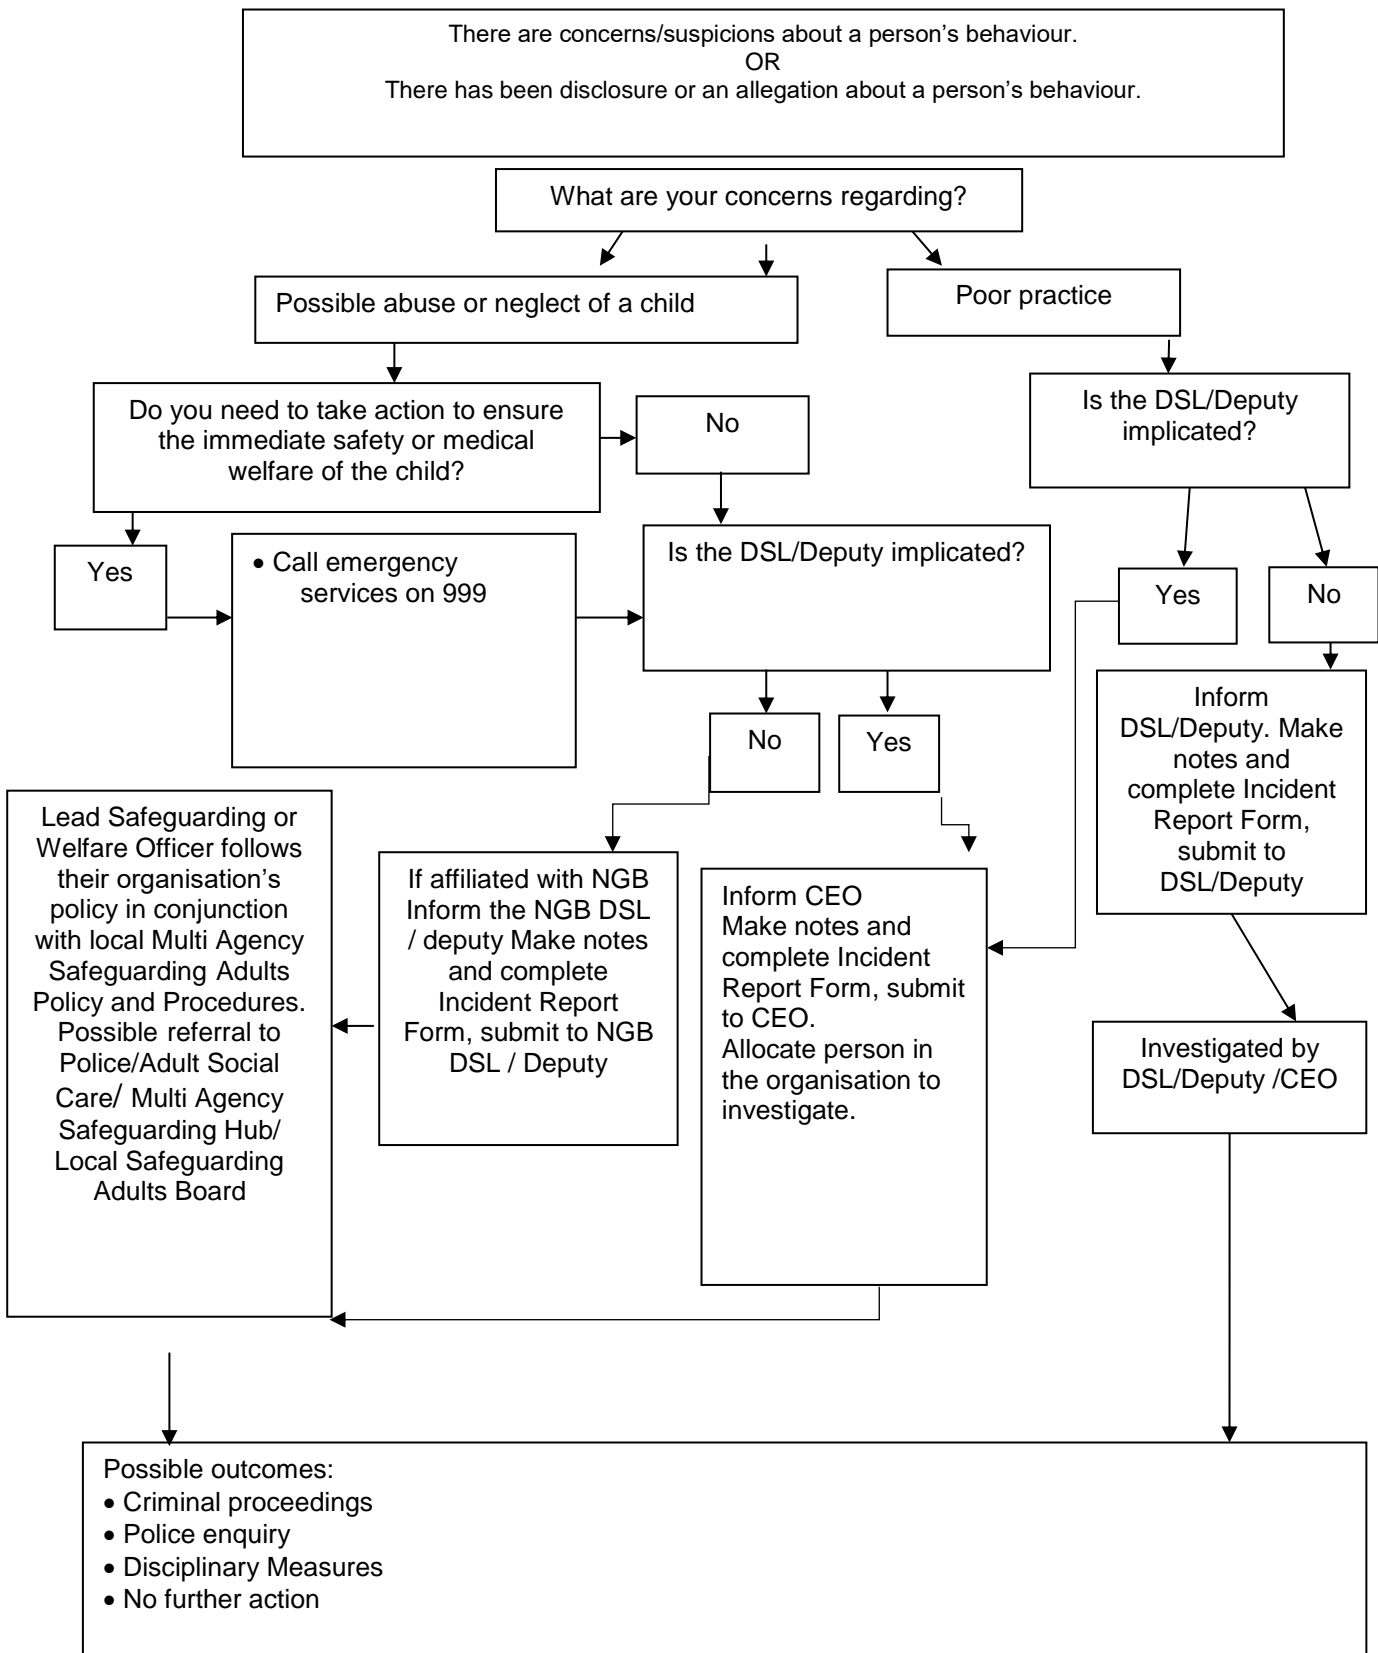 There are concerns/suspicions about a person’s behaviour.
OR
There has been disclosure or an allegation about a person’s behaviour.
What are your concerns regarding?
Possible abuse or neglect of a child
Poor practice
Do you need to take action to ensure
the immediate safety or medical
welfare of the child?
No
Is the DSL/Deputy
implicated?
Yes
• Call emergency
services on 999
Is the DSL/Deputy implicated?
Yes
No
No
Yes
Inform
DSL/Deputy. Make
notes and
complete Incident
Report Form,
submit to
DSL/Deputy
Lead Safeguarding or
Welfare Officer follows
their organisation’s
policy in conjunction
with local Multi Agency
Safeguarding Adults
Policy and Procedures.
Possible referral to
Police/Adult Social
Care/ Multi Agency
Safeguarding Hub/
Local Safeguarding
Adults Board
If affiliated with NGB
Inform the NGB DSL
/ deputy Make notes
and complete
Incident Report
Form, submit to NGB
DSL / Deputy
Inform CEO
Make notes and
complete Incident
Report Form, submit
to CEO.
Allocate person in
the organisation to
investigate.
Investigated by
DSL/Deputy /CEO
Possible outcomes:
• Criminal proceedings
• Police enquiry
• Disciplinary Measures
• No further action